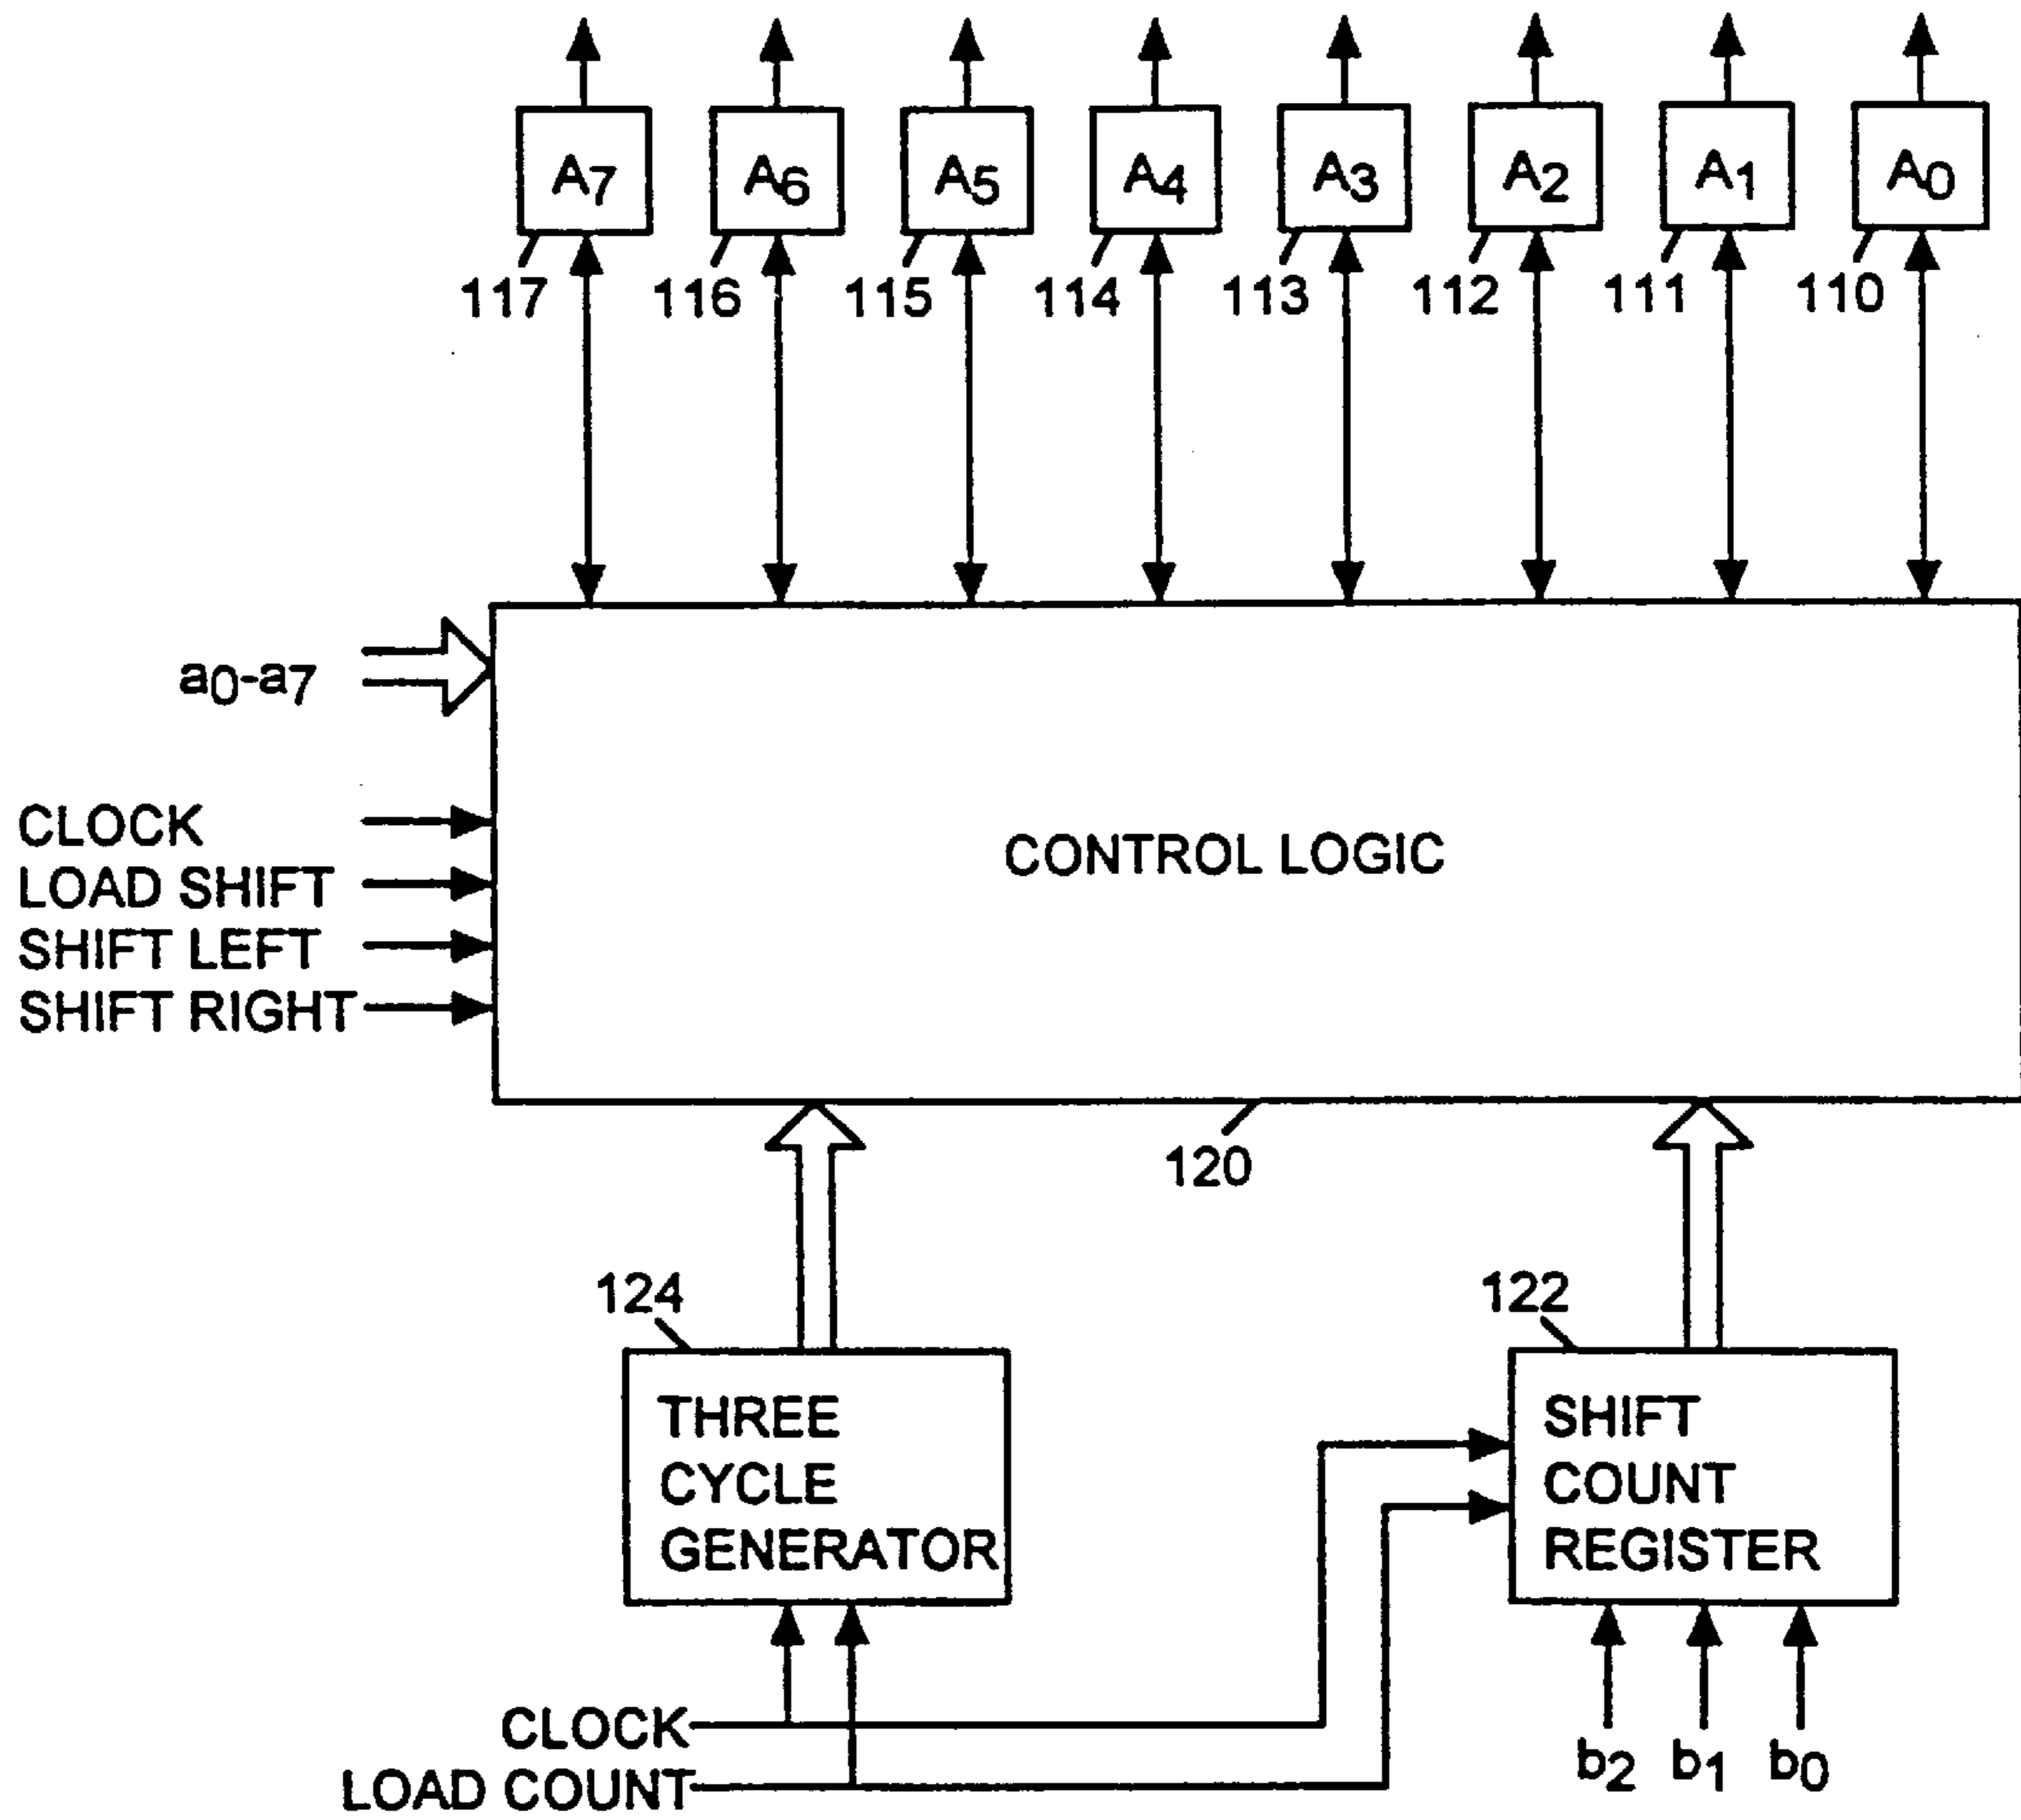 A7 A6 A5 A4 A3 A2 A1 A0
117 116 115 114 113 112 111 110
a0-a7
CLOCK
LOAD SHIFT
SHIFT LEFT
SHIFT RIGHT
CONTROL LOGIC
120
124
122
THREE
CYCLE
GENERATOR
SHIFT
COUNT
REGISTER
CLOCK
LOAD COUNT
b2 b1 b0